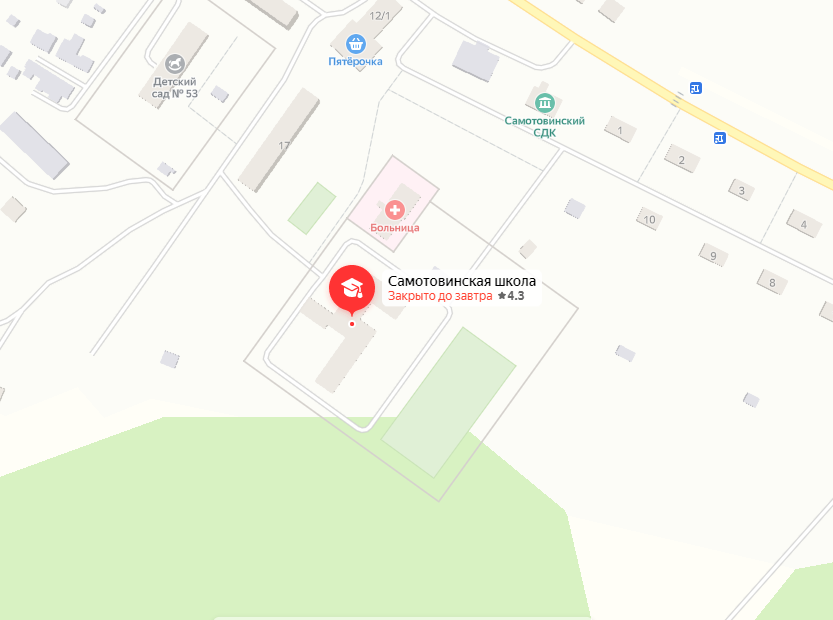 12/1
Пятёрочка
Детский
сад № 53
Самотовинский
СДК
1
17
2
3
4
10
Больница
9
8
Самотовинская школа
Закрыто до завтра ★4.3